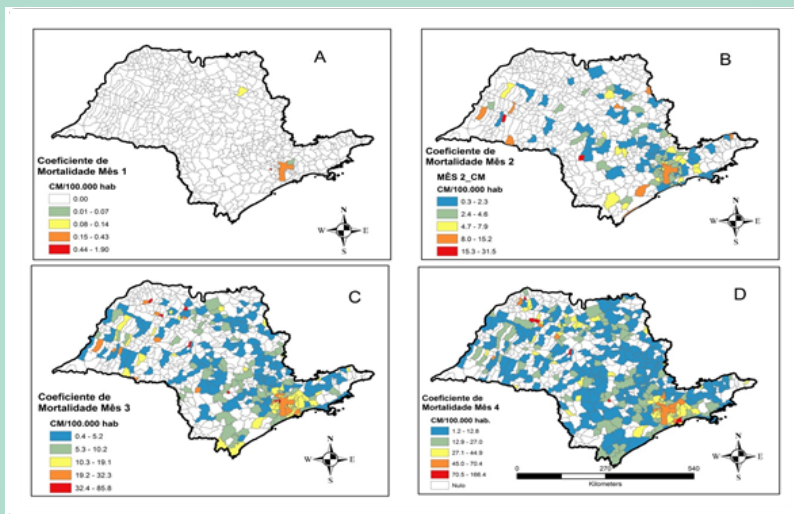 A
Coeficiente de
Mortalidade Mês 1
CM/100.000 hab
0.00
0.01 - 0.07
0.08 - 0.14
0.15 - 0.43
0.44 - 1.90
N
W E
S
B
Coeficiente de
Mortalidade Mês 2
MÊS 2_CM
CM/100.000 hab
0.3 - 2.3
2.4 - 4.6
4.7 - 7.9
8.0 - 15.2
15.3 - 31.5
N
W E
S
C
Coeficiente de
Mortalidade Mês 3
CM/100.000 hab
0.4 - 5.2
5.3 - 10.2
10.3 - 19.1
19.2 - 32.3
32.4 - 85.8
N
W E
S
D
Coeficiente de
Mortalidade Mês 4
CM/100.000 hab.
1.2 - 12.8
12.9 - 27.0
27.1 - 44.9
45.0 - 70.4
70.5 - 166.4
Nulo
0 270 540
Kilometers
N
W E
S